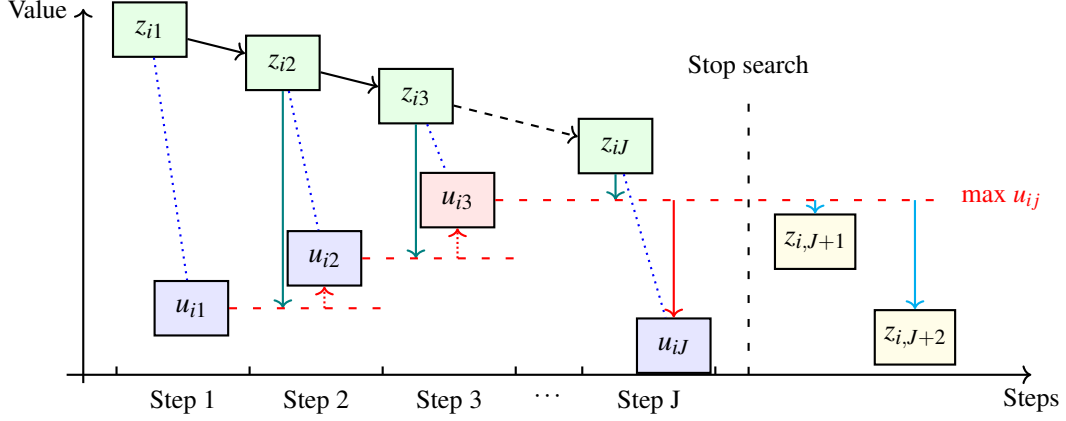 Value
z_{i1}
z_{i2}
Stop search
z_{i3}
z_{iJ}
u_{i3}
max u_{ij}
z_{i,J+1}
u_{i2}
u_{i1}
z_{i,J+2}
u_{iJ}
Step 1
Step 2
Step 3
...
Step J
Steps